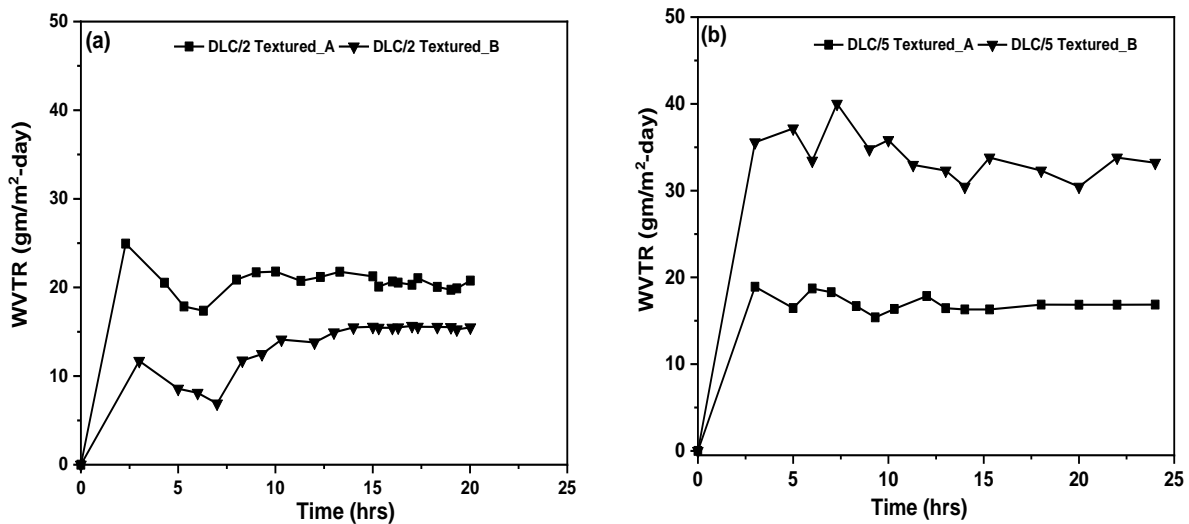 (a)
DLC/2 Textured_A DLC/2 Textured_B
50
40
30
20
10
0
WVTR (gm/m²-day)
0 5 10 15 20 25
Time (hrs)
(b)
DLC/5 Textured_A DLC/5 Textured_B
50
40
30
20
10
0
WVTR (gm/m²-day)
0 5 10 15 20 25
Time (hrs)